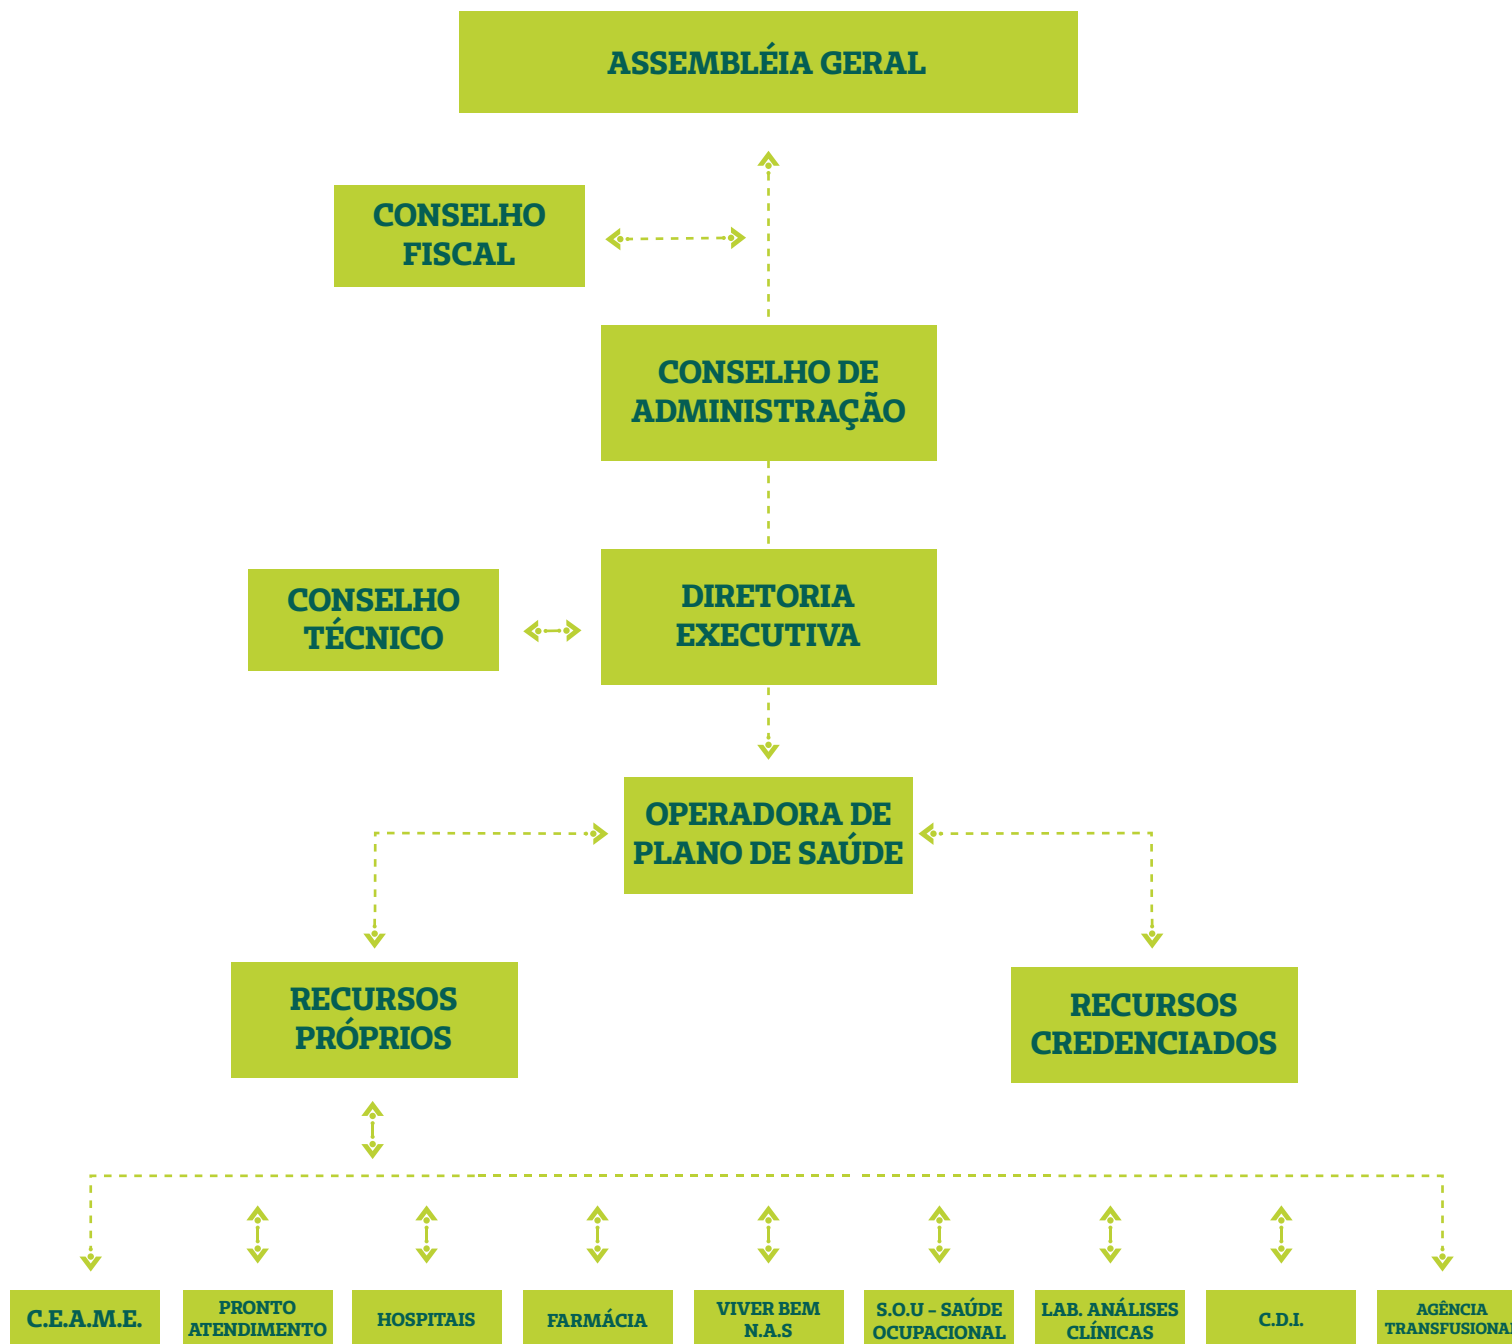 ASSEMBLÉIA GERAL
CONSELHO
FISCAL
CONSELHO DE
ADMINISTRAÇÃO
CONSELHO
TÉCNICO
DIRETORIA
EXECUTIVA
OPERADORA DE
PLANO DE SAÚDE
RECURSOS
PRÓPRIOS
RECURSOS
CREDENCIADOS
C.E.A.M.E.
PRONTO
ATENDIMENTO
HOSPITAIS
FARMÁCIA
VIVER BEM
N.A.S
S.O.U - SAÚDE
OCUPACIONAL
LAB. ANÁLISES
CLÍNICAS
C.D.I.
AGÊNCIA
TRANSFUSIONAL